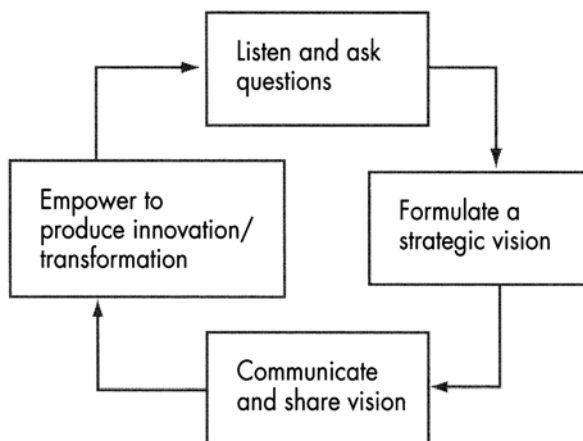 Listen and ask
questions
Formulate a
strategic vision
Communicate
and share vision
Empower to
produce innovation/
transformation